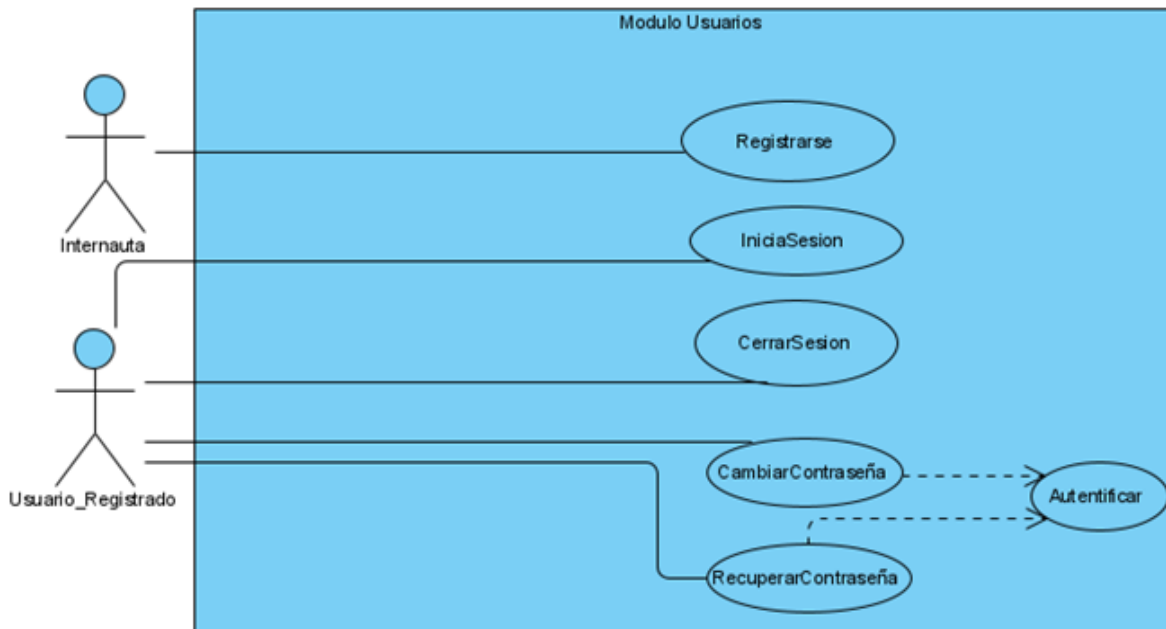 Modulo Usuarios
Registrarse
Internauta
IniciaSesion
CerrarSesion
Usuario_Registrado
CambiarContraseña
Autentificar
RecuperarContraseña